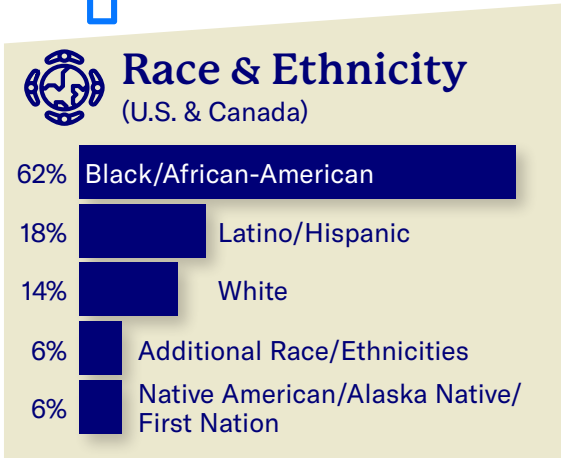 Race & Ethnicity
(U.S. & Canada)
62% Black/African-American
18% Latino/Hispanic
14% White
6% Additional Race/Ethnicities
6% Native American/Alaska Native/
First Nation